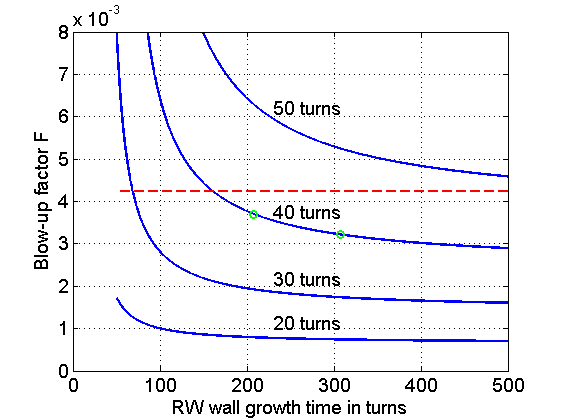 x 10⁻³
8
7
6
5
4
3
2
1
0
Blow-up factor F
50 turns
40 turns
30 turns
20 turns
0 100 200 300 400 500
RW wall growth time in turns